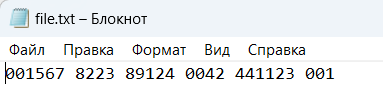 file.txt – Блокнот
Файл Правка Формат Вид Справка
001567 8223 89124 0042 441123 001